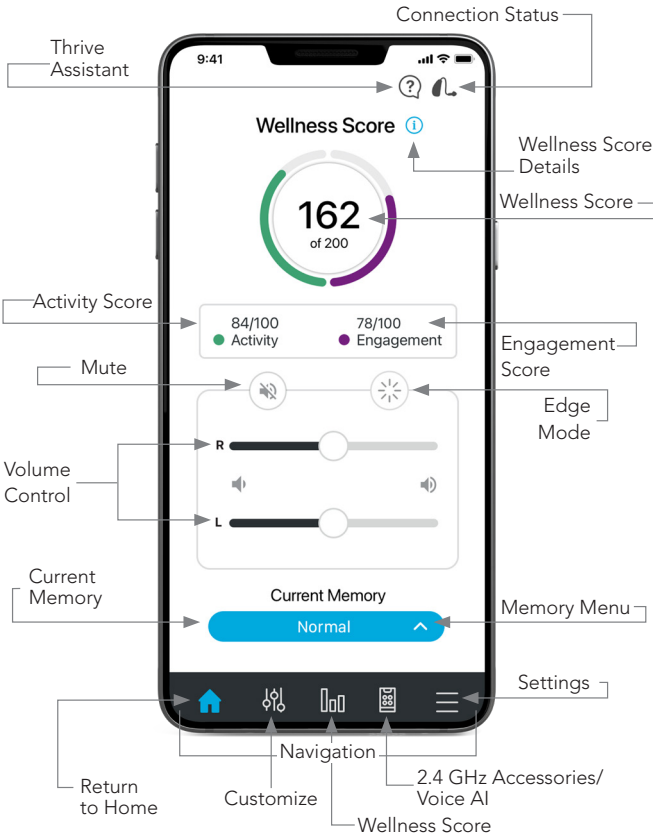 Connection Status
Thrive
Assistant
9:41
?
Wellness Score i
Wellness Score
Details
162
of 200
Wellness Score
Activity Score
84/100
Activity
78/100
Engagement
Engagement
Score
Mute
Edge
Mode
R
Volume
Control
L
Current
Memory
Current Memory
Normal
Memory Menu
Settings
Navigation
Return
to Home
Customize
2.4 GHz Accessories/
Voice AI
Wellness Score